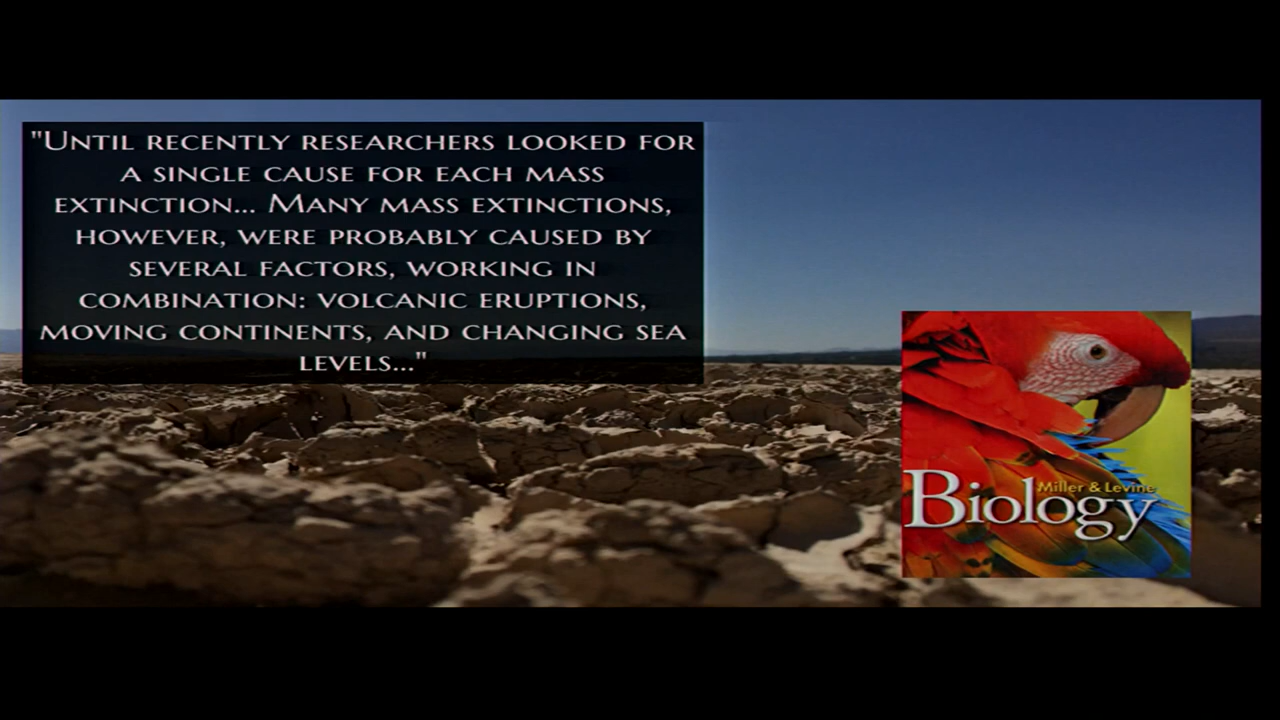 "Until recently researchers looked for
a single cause for each mass
extinction... Many mass extinctions,
however, were probably caused by
several factors, working in
combination: volcanic eruptions,
moving continents, and changing sea
levels..."
Miller & Levine
Biology